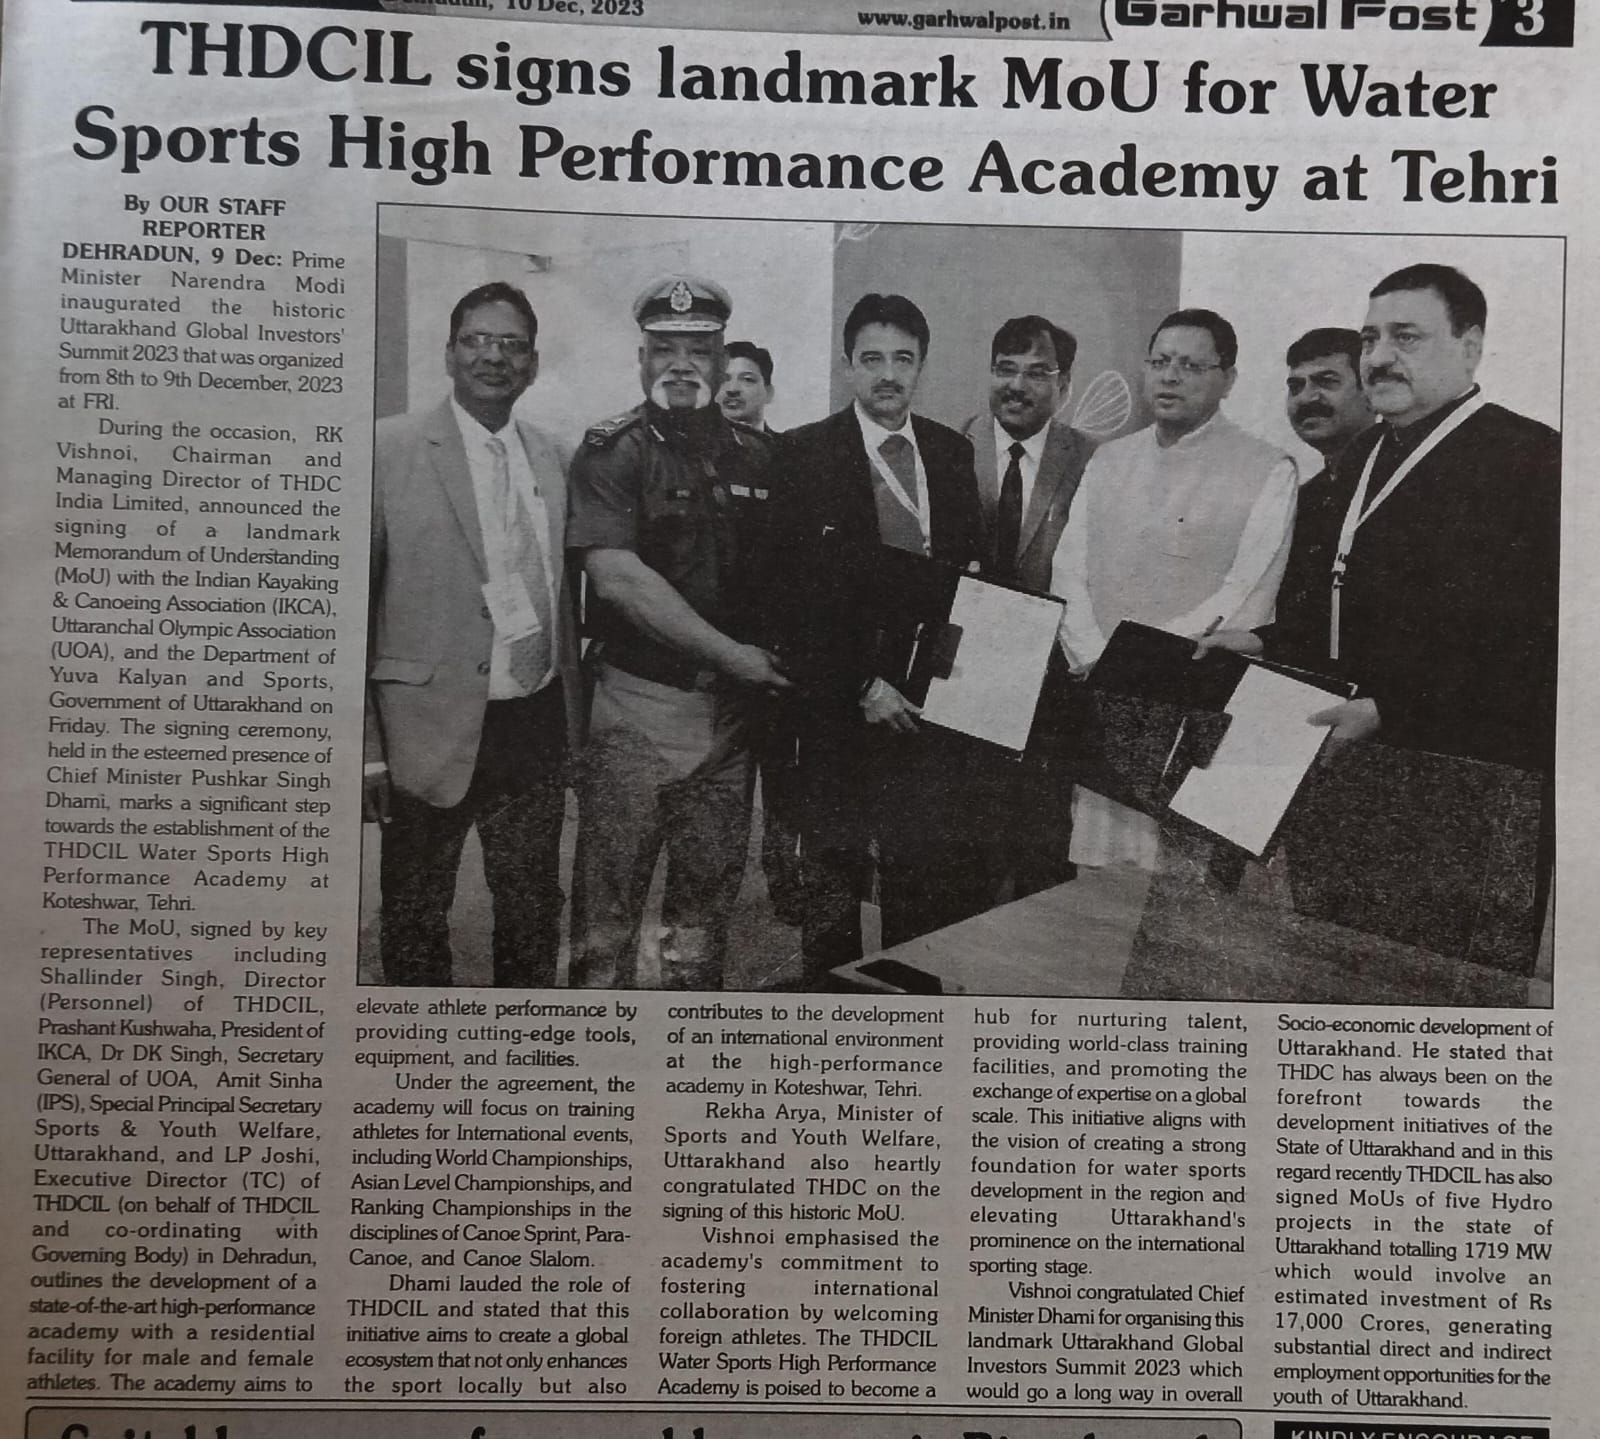 10 Dec, 2023
www.garhwalpost.in
Garhwal Post
3
THDCIL signs landmark MoU for Water
Sports High Performance Academy at Tehri
By OUR STAFF
REPORTER
DEHRADUN, 9 Dec: Prime
Minister Narendra Modi
inaugurated the historic
Uttarakhand Global Investors'
Summit 2023 that was organized
from 8th to 9th December, 2023
at FRI.
During the occasion, RK
Vishnoi, Chairman and
Managing Director of THDC
India Limited, announced the
signing of a landmark
Memorandum of Understanding
(MoU) with the Indian Kayaking
& Canoeing Association (IKCA),
Uttaranchal Olympic Association
(UOA), and the Department of
Yuva Kalyan and Sports,
Government of Uttarakhand on
Friday. The signing ceremony,
held in the esteemed presence of
Chief Minister Pushkar Singh
Dhami, marks a significant step
towards the establishment of the
THDCIL Water Sports High
Performance Academy at
Koteshwar, Tehri.
The MoU, signed by key
representatives including
Shallinder Singh, Director
(Personnel) of THDCIL,
Prashant Kushwaha, President of
IKCA, Dr DK Singh, Secretary
General of UOA, Amit Sinha
(IPS), Special Principal Secretary
Sports & Youth Welfare,
Uttarakhand, and LP Joshi,
Executive Director (TC) of
THDCIL (on behalf of THDCIL
and co-ordinating with
Governing Body) in Dehradun,
outlines the development of a
state-of-the-art high-performance
academy with a residential
facility for male and female
athletes. The academy aims to
elevate athlete performance by
providing cutting-edge tools,
equipment, and facilities.
Under the agreement, the
academy will focus on training
athletes for International events,
including World Championships,
Asian Level Championships, and
Ranking Championships in the
disciplines of Canoe Sprint, Para-
Canoe, and Canoe Slalom.
Dhami lauded the role of
THDCIL and stated that this
initiative aims to create a global
ecosystem that not only enhances
the sport locally but also
contributes to the development
of an international environment
at the high-performance
academy in Koteshwar, Tehri.
Rekha Arya, Minister of
Sports and Youth Welfare,
Uttarakhand also heartly
congratulated THDC on the
signing of this historic MoU.
Vishnoi emphasised the
academy's commitment to
fostering international
collaboration by welcoming
foreign athletes. The THDCIL
Water Sports High Performance
Academy is poised to become a
hub for nurturing talent,
providing world-class training
facilities, and promoting the
exchange of expertise on a global
scale. This initiative aligns with
the vision of creating a strong
foundation for water sports
development in the region and
elevating Uttarakhand's
prominence on the international
sporting stage.
Vishnoi congratulated Chief
Minister Dhami for organising this
landmark Uttarakhand Global
Investors Summit 2023 which
would go a long way in overall
Socio-economic development of
Uttarakhand. He stated that
THDC has always been on the
forefront towards the
development initiatives of the
State of Uttarakhand and in this
regard recently THDCIL has also
signed MoUs of five Hydro
projects in the state of
Uttarakhand totalling 1719 MW
which would involve an
estimated investment of Rs
17,000 Crores, generating
substantial direct and indirect
employment opportunities for the
youth of Uttarakhand.
KINDLY ENCOURAGE